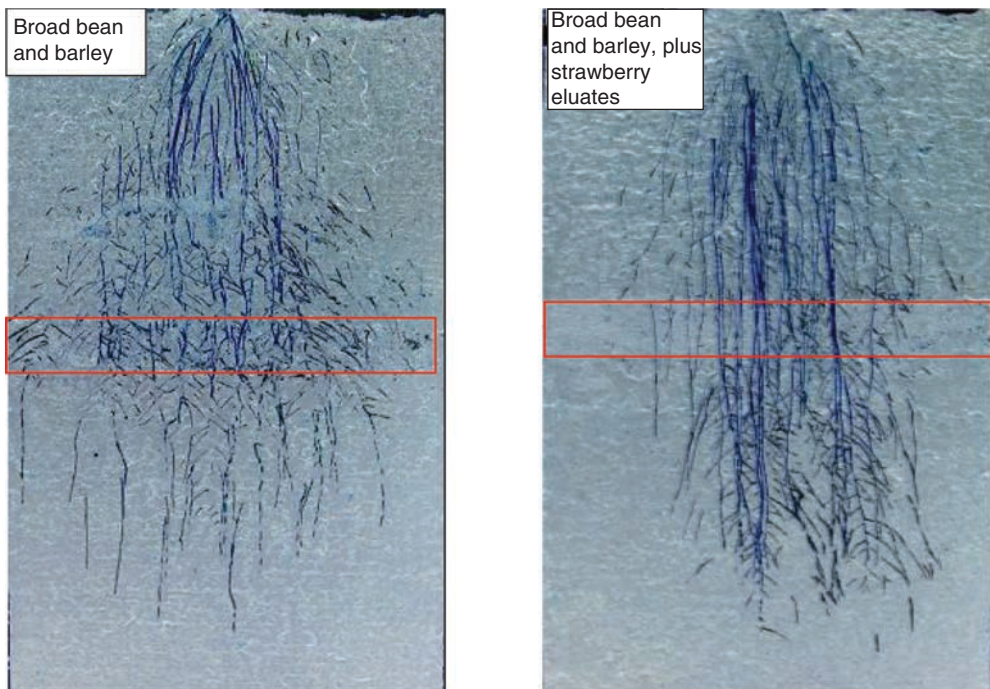 Broad bean
and barley
Broad bean
and barley, plus
strawberry
eluates